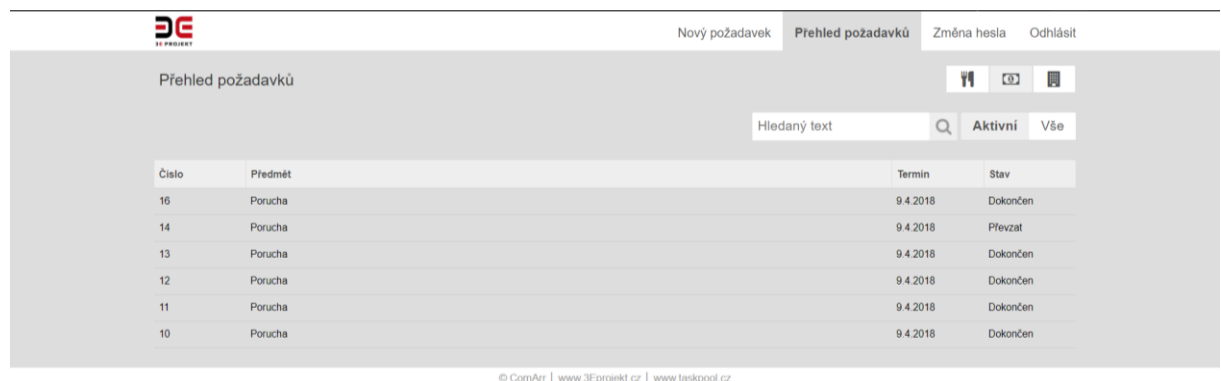 3E PROJEKT
Nový požadavek Přehled požadavků Změna hesla Odhlásit
Přehled požadavků
Hledaný text Aktivní Vše
Číslo Předmět Termin Stav
16 Porucha 9.4.2018 Dokončen
14 Porucha 9.4.2018 Převzat
13 Porucha 9.4.2018 Dokončen
12 Porucha 9.4.2018 Dokončen
11 Porucha 9.4.2018 Dokončen
10 Porucha 9.4.2018 Dokončen
© ComArr | www.3Eprojekt.cz | www.taskpool.cz